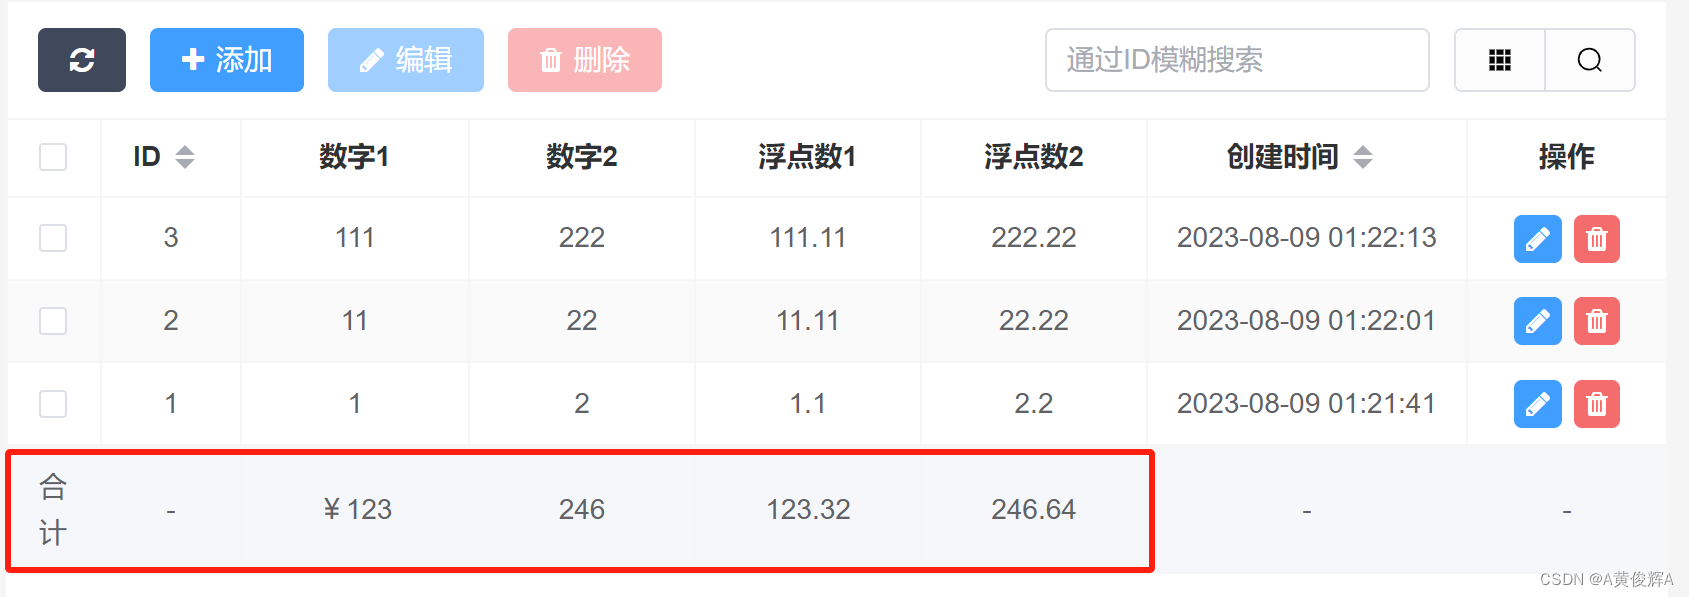 添加 编辑 删除 通过ID模糊搜索
ID 数字1 数字2 浮点数1 浮点数2 创建时间 操作
3 111 222 111.11 222.22 2023-08-09 01:22:13
2 11 22 11.11 22.22 2023-08-09 01:22:01
1 1 2 1.1 2.2 2023-08-09 01:21:41
合计 - ¥ 123 246 123.32 246.64 - -
CSDN @A黄俊辉A